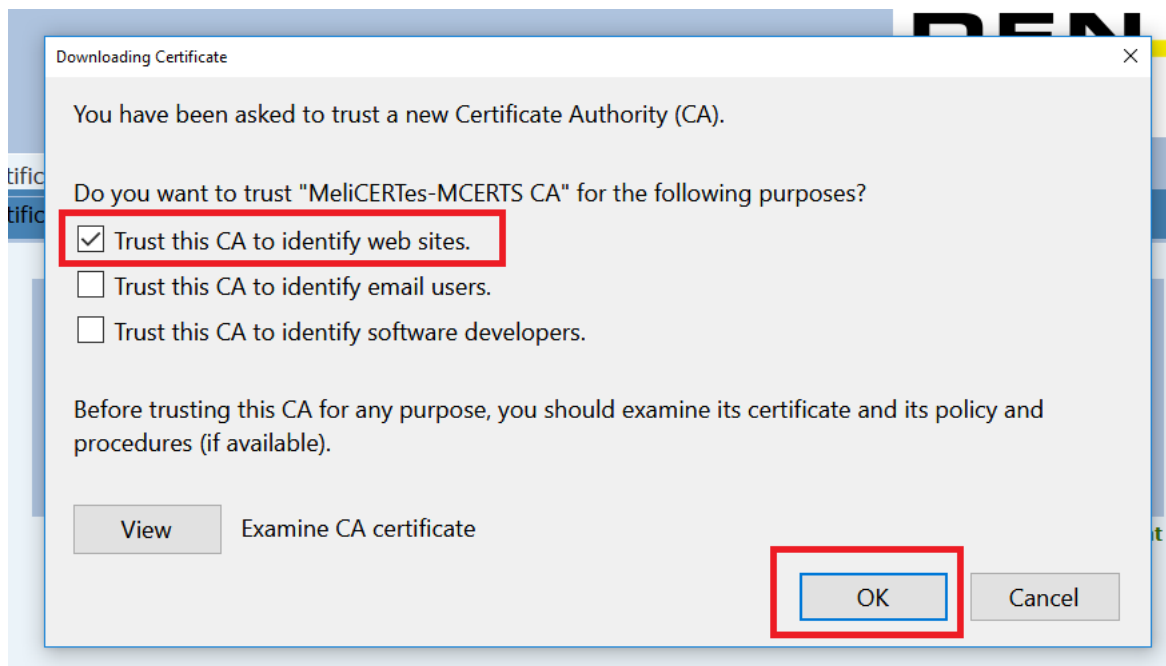 Downloading Certificate
You have been asked to trust a new Certificate Authority (CA).
Do you want to trust "MeliCERTes-MCERTS CA" for the following purposes?
Trust this CA to identify web sites.
Trust this CA to identify email users.
Trust this CA to identify software developers.
Before trusting this CA for any purpose, you should examine its certificate and its policy and
procedures (if available).
View Examine CA certificate
OK Cancel